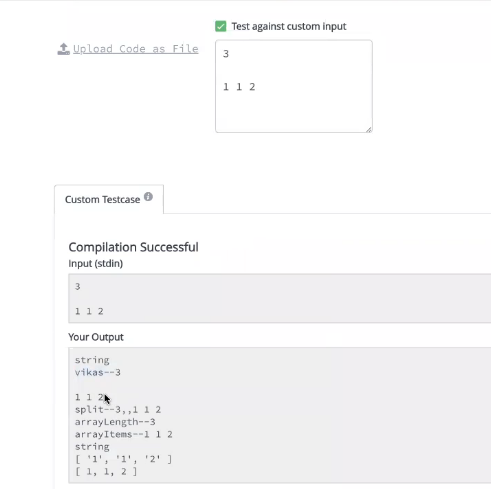 Test against custom input
Upload Code as File
3
1 1 2
Custom Testcase
Compilation Successful
Input (stdin)
3
1 1 2
Your Output
string
vikas--3
1 1 2
split--3,,1 1 2
arrayLength--3
arrayItems--1 1 2
string
[ '1', '1', '2' ]
[ 1, 1, 2 ]